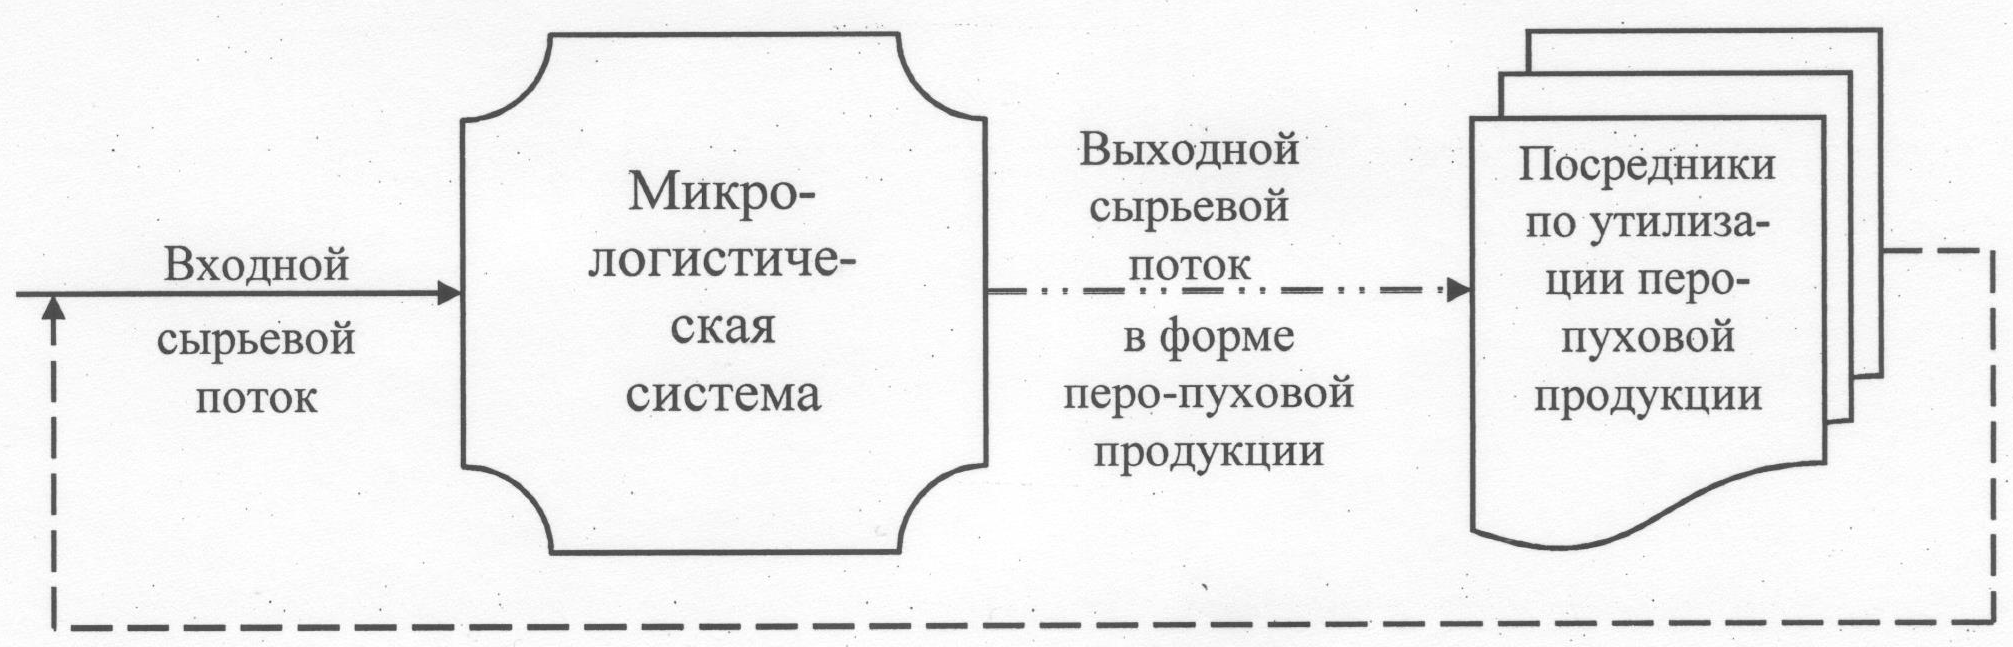 Входной
сырьевой
поток
Микро-
логистиче-
ская
система
Выходной
сырьевой
поток
в форме
перо-пуховой
продукции
Посредники
по утилиза-
ции перо-
пуховой
продукции